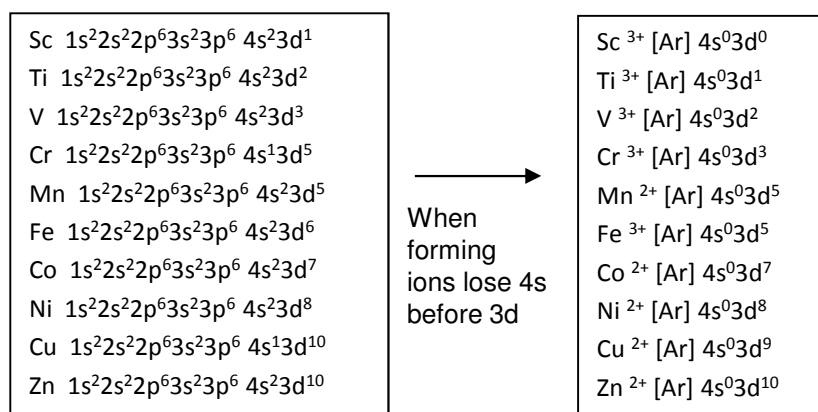 Sc 1s²2s²2p⁶3s²3p⁶ 4s²3d¹
Ti 1s²2s²2p⁶3s²3p⁶ 4s²3d²
V 1s²2s²2p⁶3s²3p⁶ 4s²3d³
Cr 1s²2s²2p⁶3s²3p⁶ 4s¹3d⁵
Mn 1s²2s²2p⁶3s²3p⁶ 4s²3d⁵
Fe 1s²2s²2p⁶3s²3p⁶ 4s²3d⁶
Co 1s²2s²2p⁶3s²3p⁶ 4s²3d⁷
Ni 1s²2s²2p⁶3s²3p⁶ 4s²3d⁸
Cu 1s²2s²2p⁶3s²3p⁶ 4s¹3d¹⁰
Zn 1s²2s²2p⁶3s²3p⁶ 4s²3d¹⁰
When
forming
ions lose 4s
before 3d
Sc ³⁺ [Ar] 4s⁰3d⁰
Ti ³⁺ [Ar] 4s⁰3d¹
V ³⁺ [Ar] 4s⁰3d²
Cr ³⁺ [Ar] 4s⁰3d³
Mn ²⁺ [Ar] 4s⁰3d⁵
Fe ³⁺ [Ar] 4s⁰3d⁵
Co ²⁺ [Ar] 4s⁰3d⁷
Ni ²⁺ [Ar] 4s⁰3d⁸
Cu ²⁺ [Ar] 4s⁰3d⁹
Zn ²⁺ [Ar] 4s⁰3d¹⁰